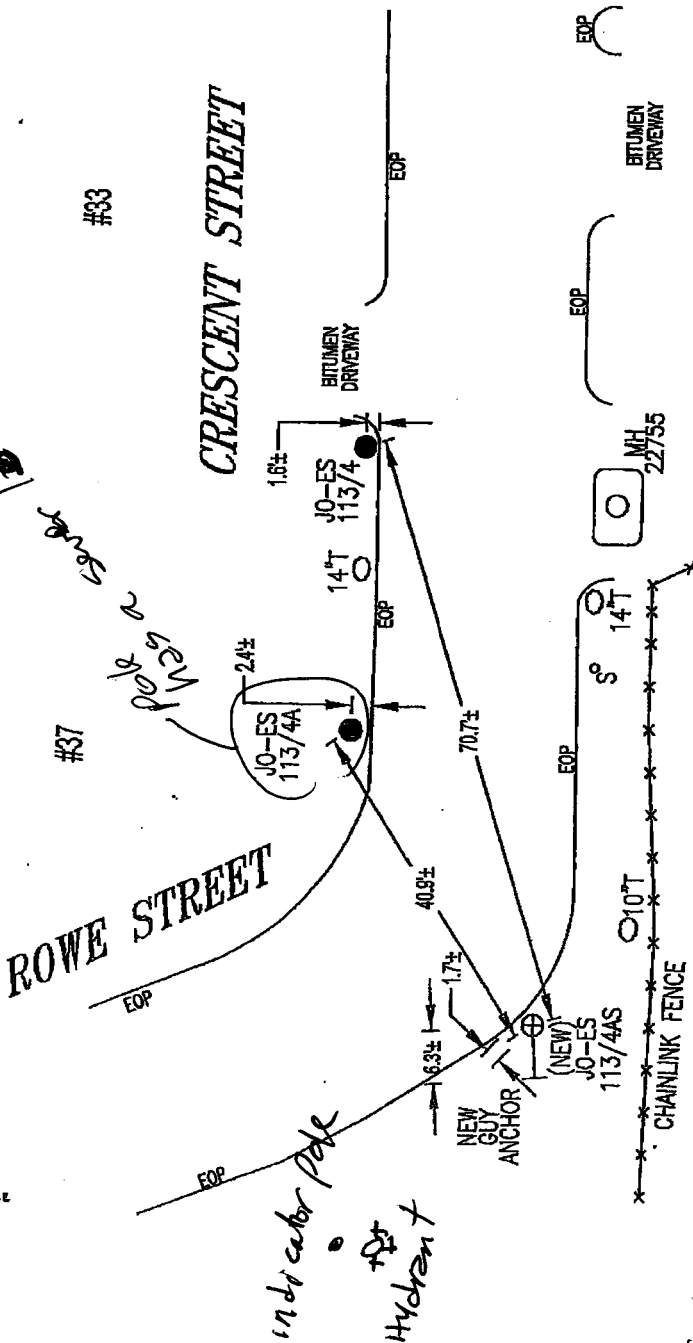 #33
CRESCENT STREET
EOP
BITUMEN
DRIVEWAY
EOP
BITUMEN
DRIVEWAY
EOP
1.6'±
JO-ES
113/4
14"T
EOP
MH
22755
Pole
has a
#37
2.4'±
JO-ES
113/4A
14"T
S
70.7'±
EOP
ROWE STREET
40.9'±
10"T
EOP
1.7'±
6.3'±
(NEW)
JO-ES
113/4AS
NEW
GUY
ANCHOR
CHAINLINK FENCE
EOP
indicator pole
Hydrant